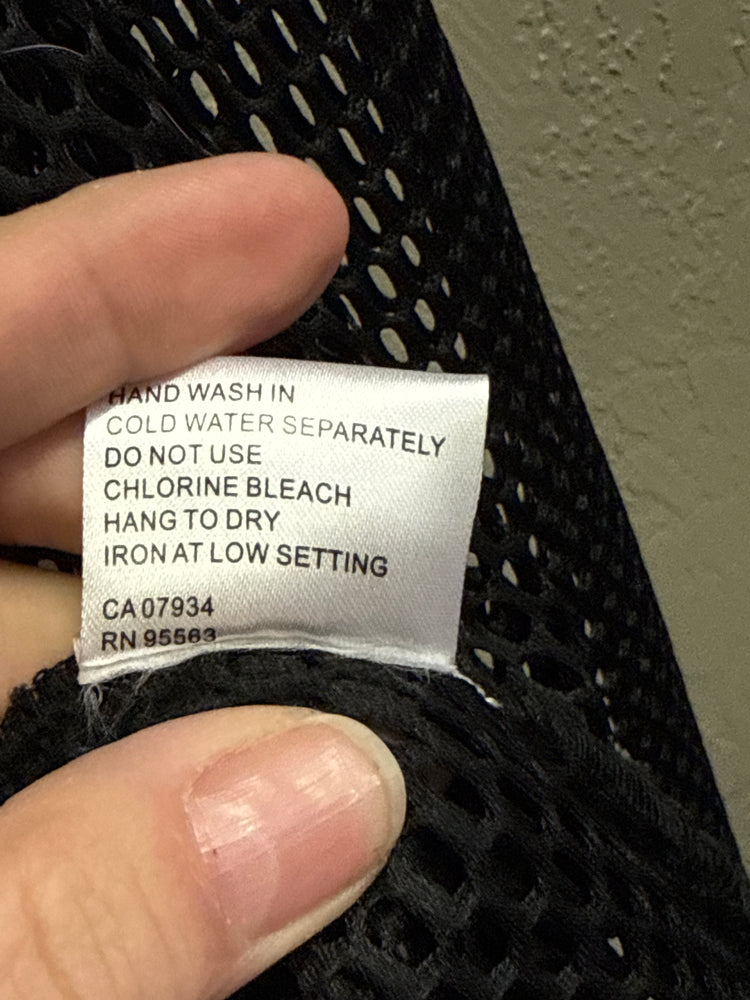 HAND WASH IN
COLD WATER SEPARATELY
DO NOT USE
CHLORINE BLEACH
HANG TO DRY
IRON AT LOW SETTING
CA 07934
RN 95563